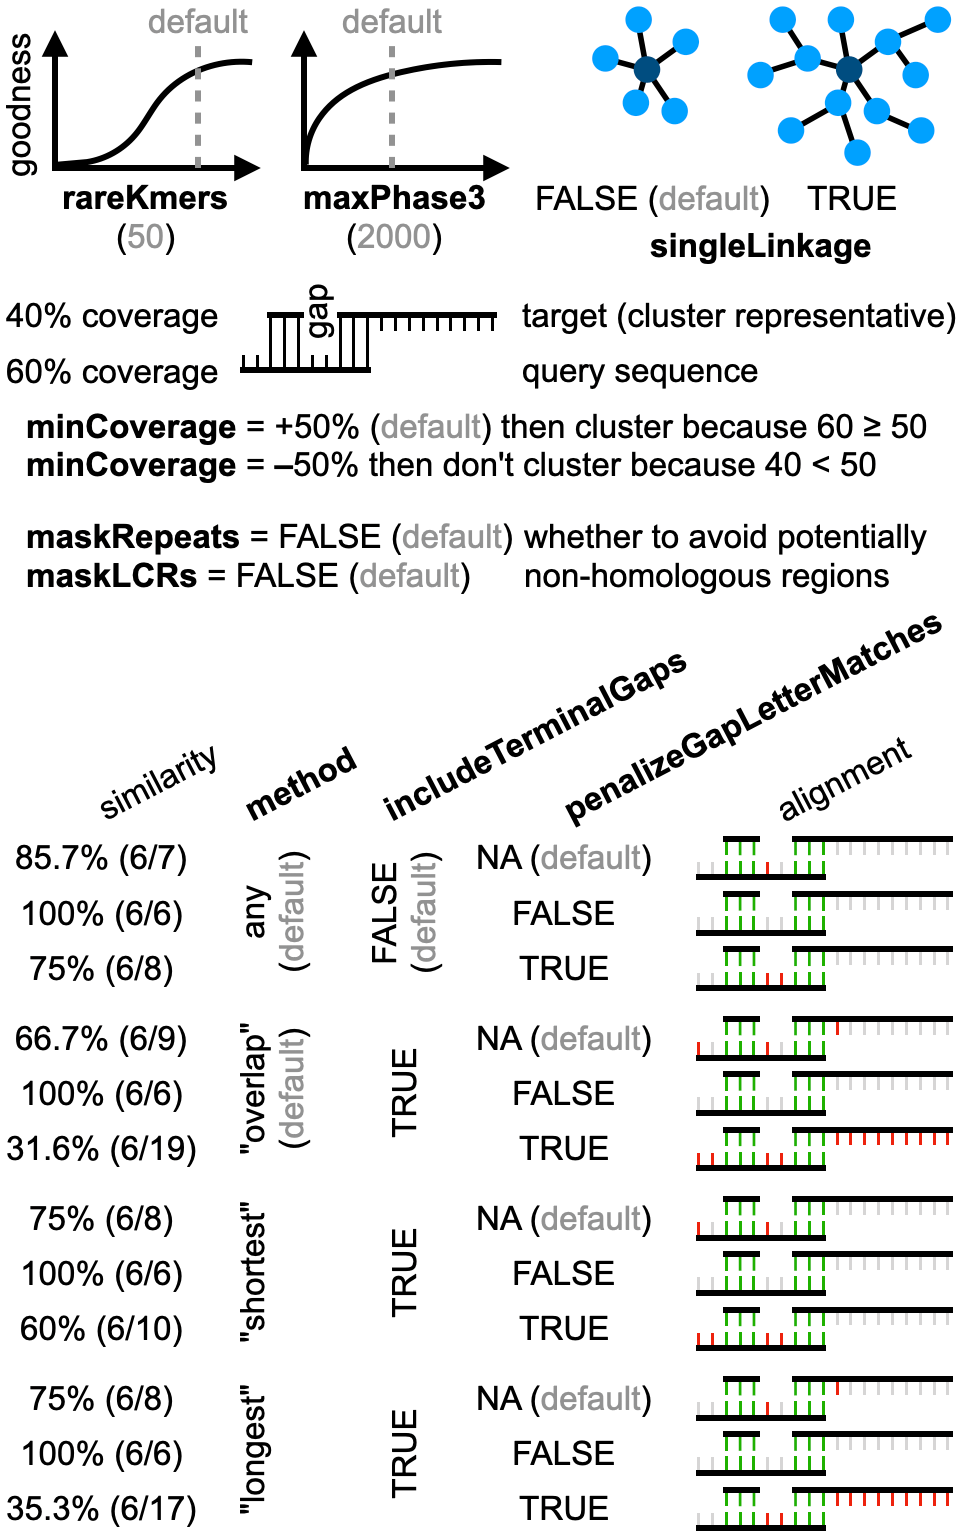 goodness
default
default
rareKmers
(50)
maxPhase3
(2000)
FALSE (default)
TRUE
singleLinkage
40% coverage
gap
target (cluster representative)
60% coverage
query sequence
minCoverage = +50% (default) then cluster because 60 ≥ 50
minCoverage = –50% then don't cluster because 40 < 50
maskRepeats = FALSE (default) whether to avoid potentially
maskLCRs = FALSE (default) non-homologous regions
similarity
method
includeTerminalGaps
penalizeGapLetterMatches
alignment
any
(default)
FALSE
(default)
85.7% (6/7)
NA (default)
100% (6/6)
FALSE
75% (6/8)
TRUE
"overlap"
(default)
TRUE
66.7% (6/9)
NA (default)
100% (6/6)
FALSE
31.6% (6/19)
TRUE
"shortest"
TRUE
75% (6/8)
NA (default)
100% (6/6)
FALSE
60% (6/10)
TRUE
"longest"
TRUE
75% (6/8)
NA (default)
100% (6/6)
FALSE
35.3% (6/17)
TRUE